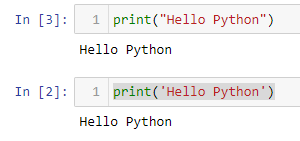 In [3]: 1 print("Hello Python")
Hello Python
In [2]: 1 print('Hello Python')
Hello Python